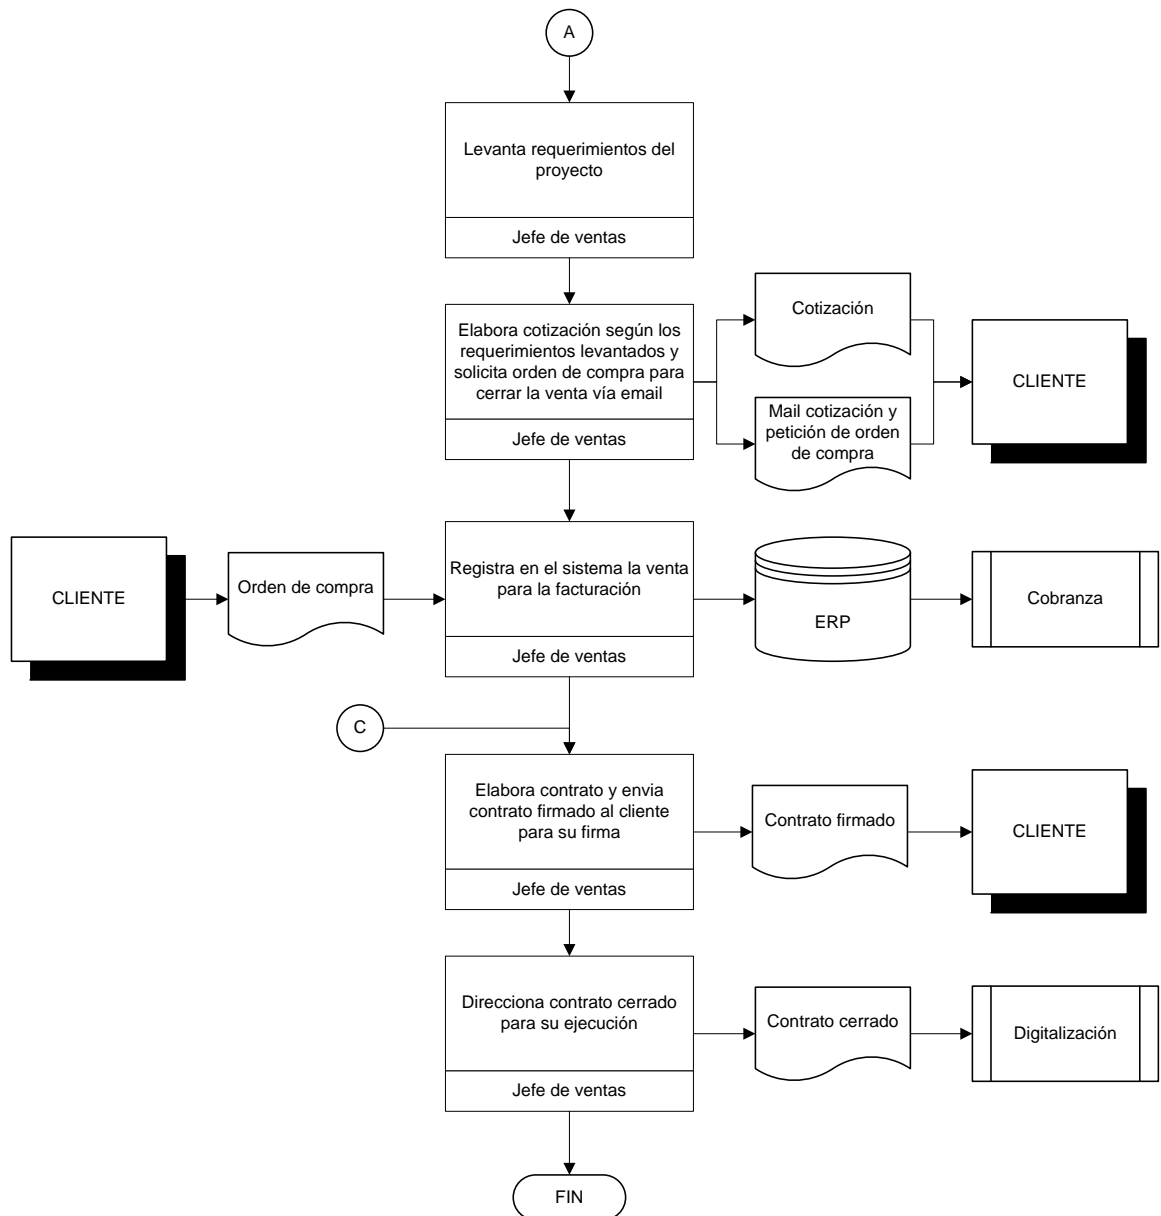 A
Levanta requerimientos del
proyecto
Jefe de ventas
Elabora cotización según los
requerimientos levantados y
solicita orden de compra para
cerrar la venta vía email
Jefe de ventas
Cotización
Mail cotización y
petición de orden
de compra
CLIENTE
CLIENTE
Orden de compra
Registra en el sistema la venta
para la facturación
Jefe de ventas
ERP
Cobranza
C
Elabora contrato y envia
contrato firmado al cliente
para su firma
Jefe de ventas
Contrato firmado
CLIENTE
Direcciona contrato cerrado
para su ejecución
Jefe de ventas
Contrato cerrado
Digitalización
FIN